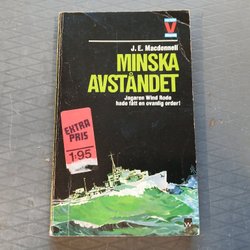 V
J. E. Macdonnell
MINSKA
AVSTÅNDET
Jagaren Wind Rode
hade fått en ovanlig order!
EXTRA
PRIS
1:95